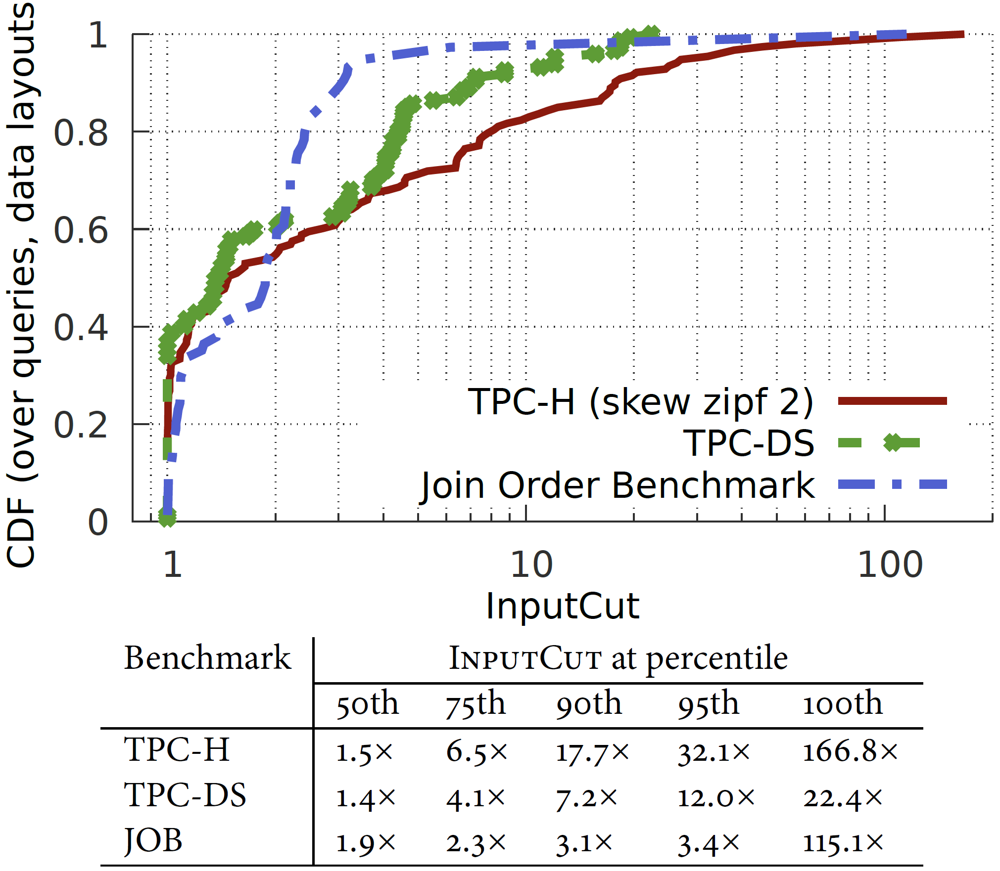 CDF (over queries, data layouts
1
0.8
0.6
0.4
0.2
0
TPC-H (skew zipf 2)
TPC-DS
Join Order Benchmark
1 10 100
InputCut
Benchmark INPUTCUT at percentile
50th 75th 90th 95th 100th
TPC-H 1.5× 6.5× 17.7× 32.1× 166.8×
TPC-DS 1.4× 4.1× 7.2× 12.0× 22.4×
JOB 1.9× 2.3× 3.1× 3.4× 115.1×